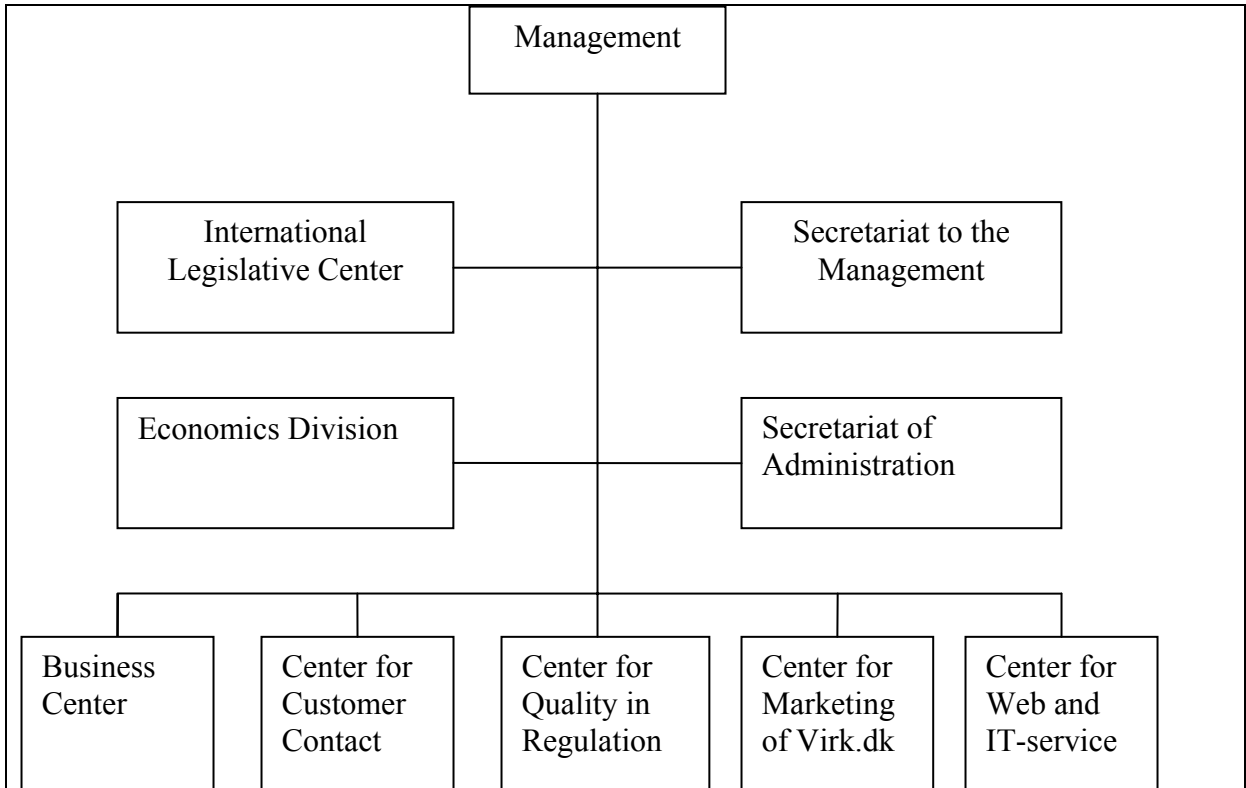 Management
International
Legislative Center
Secretariat to the
Management
Economics Division
Secretariat of
Administration
Business
Center
Center for
Customer
Contact
Center for
Quality in
Regulation
Center for
Marketing
of Virk.dk
Center for
Web and
IT-service